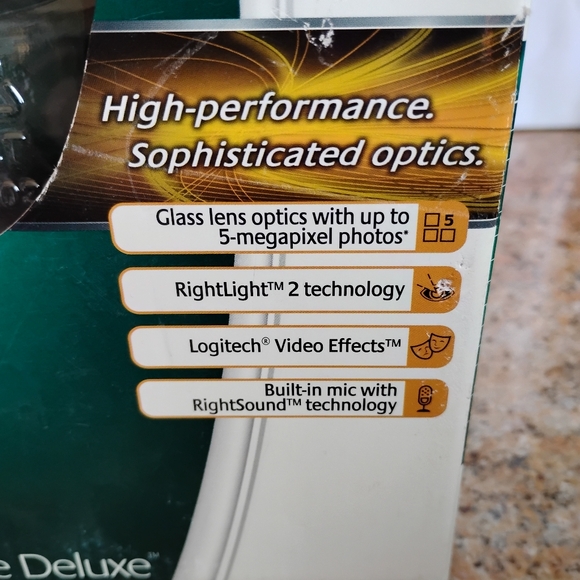 High-performance.
Sophisticated optics.
Glass lens optics with up to
5-megapixel photos*
5
RightLight™ 2 technology
Logitech® Video Effects™
Built-in mic with
RightSound™ technology
e Deluxe™